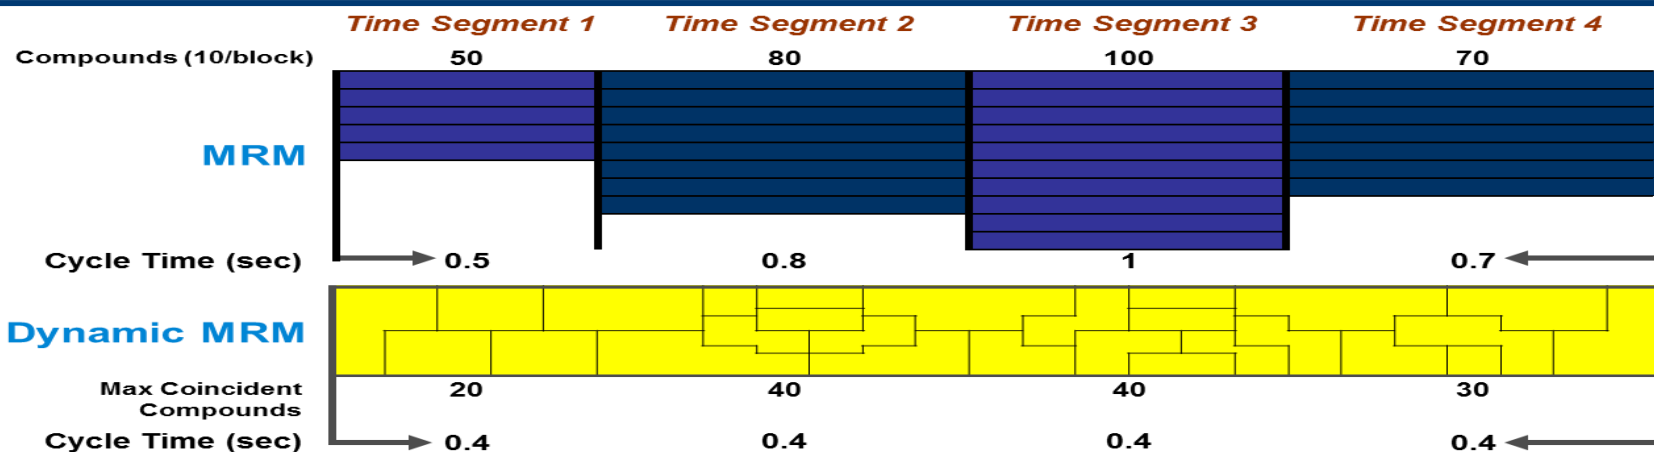 Time Segment 1 Time Segment 2 Time Segment 3 Time Segment 4
Compounds (10/block) 50 80 100 70
MRM
Cycle Time (sec) 0.5 0.8 1 0.7
Dynamic MRM
Max Coincident 20 40 40 30
Compounds
Cycle Time (sec) 0.4 0.4 0.4 0.4